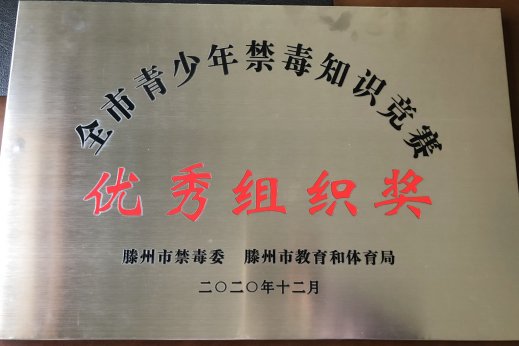 全市青少年禁毒知识竞赛
优秀组织奖
滕州市禁毒委 滕州市教育和体育局
二〇二〇年十二月